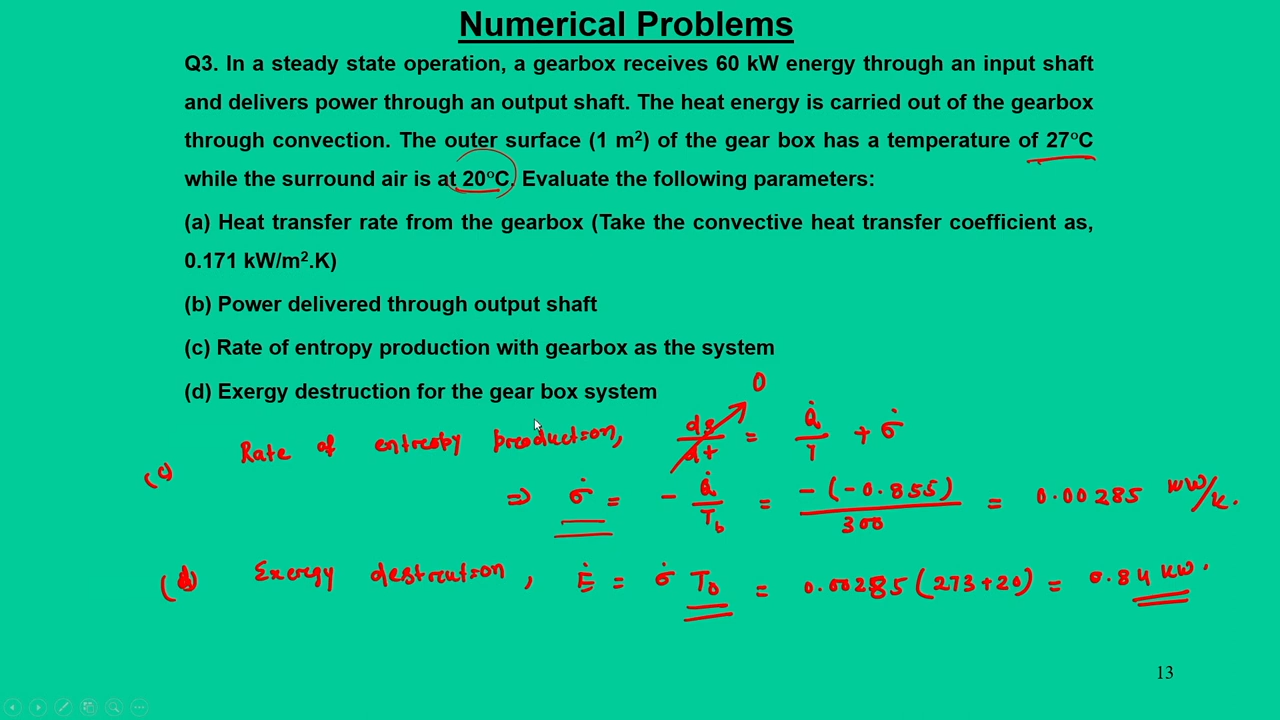 Numerical Problems
Q3. In a steady state operation, a gearbox receives 60 kW energy through an input shaft
and delivers power through an output shaft. The heat energy is carried out of the gearbox
through convection. The outer surface (1 m²) of the gear box has a temperature of 27°C
while the surround air is at 20°C. Evaluate the following parameters:
(a) Heat transfer rate from the gearbox (Take the convective heat transfer coefficient as,
0.171 kW/m².K)
(b) Power delivered through output shaft
(c) Rate of entropy production with gearbox as the system
(d) Exergy destruction for the gear box system
(c) Rate of entropy production, ds/dt = Q̇/T + σ̇
0
⇒ σ̇ = - Q̇/T_b = -(-0.855)/300 = 0.00285 kW/K.
(d) Exergy destrcution, Ė = σ̇ T₀ = 0.00285 (273+20) = 0.84 kW.
13